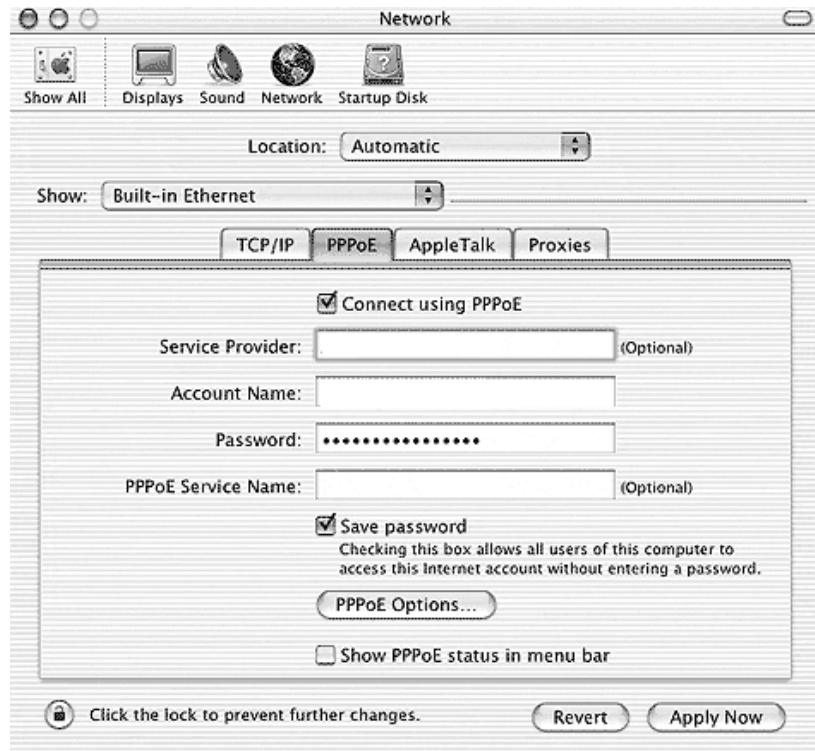 Network
Show All Displays Sound Network Startup Disk
Location: Automatic
Show: Built-in Ethernet
TCP/IP PPPoE AppleTalk Proxies
Connect using PPPoE
Service Provider: (Optional)
Account Name:
Password: ••••••••••••••••
PPPoE Service Name: (Optional)
Save password
Checking this box allows all users of this computer to
access this Internet account without entering a password.
PPPoE Options...
Show PPPoE status in menu bar
Click the lock to prevent further changes. Revert Apply Now